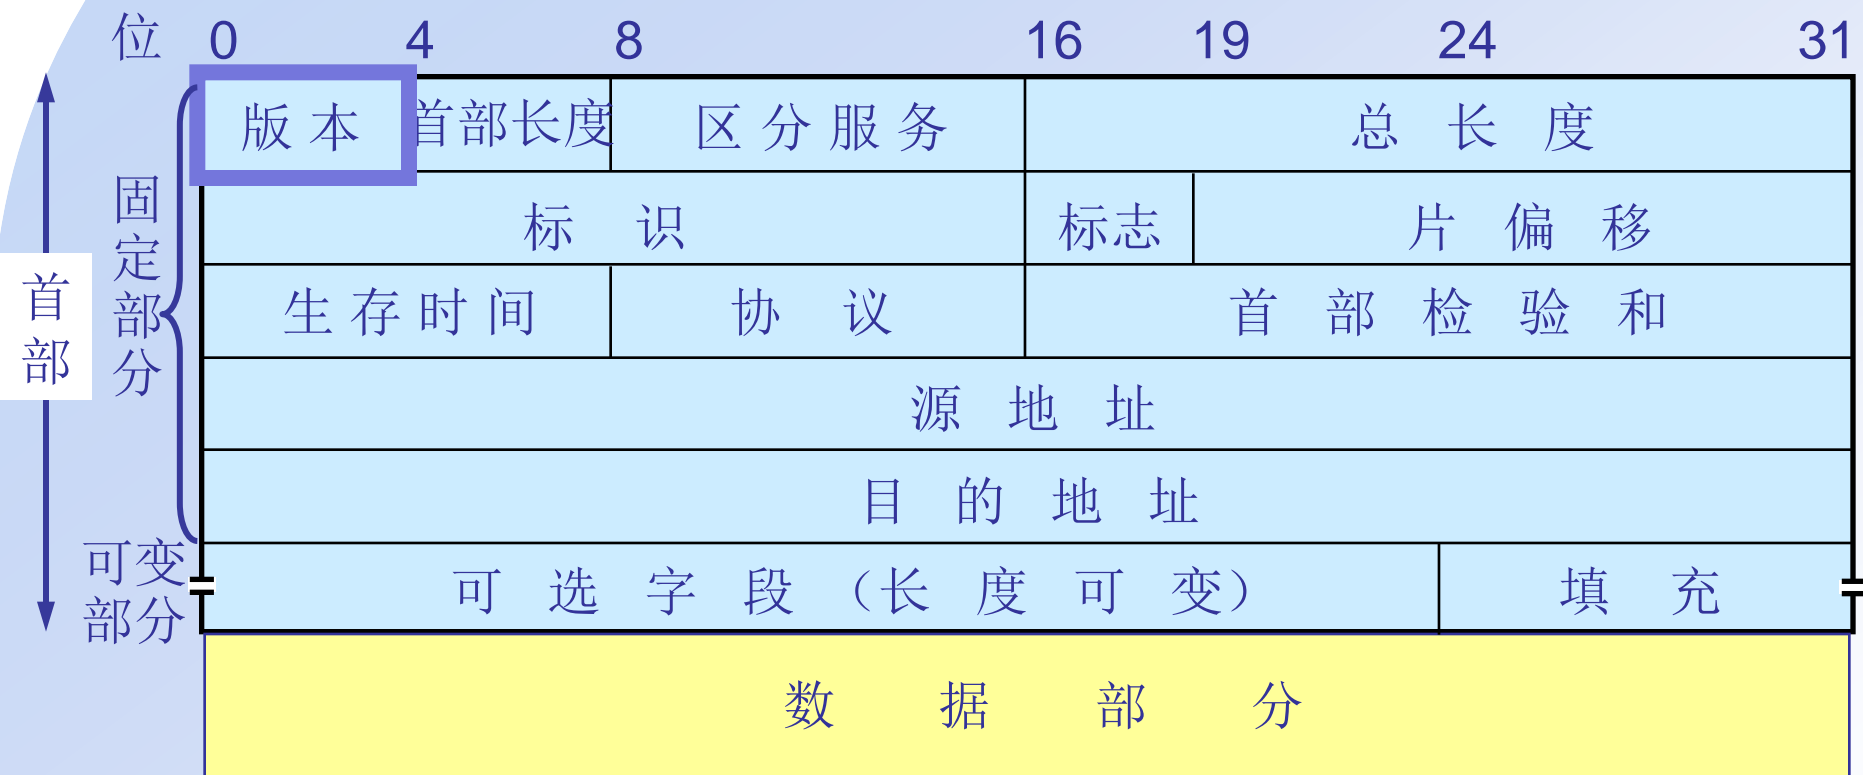 位 0 4 8 16 19 24 31
版本 首部长度 区分服务 总长度
标识 标志 片偏移
生存时间 协议 首部检验和
源地址
目的地址
可选字段（长度可变） 填充
数据部分
首部
固定部分
可变部分